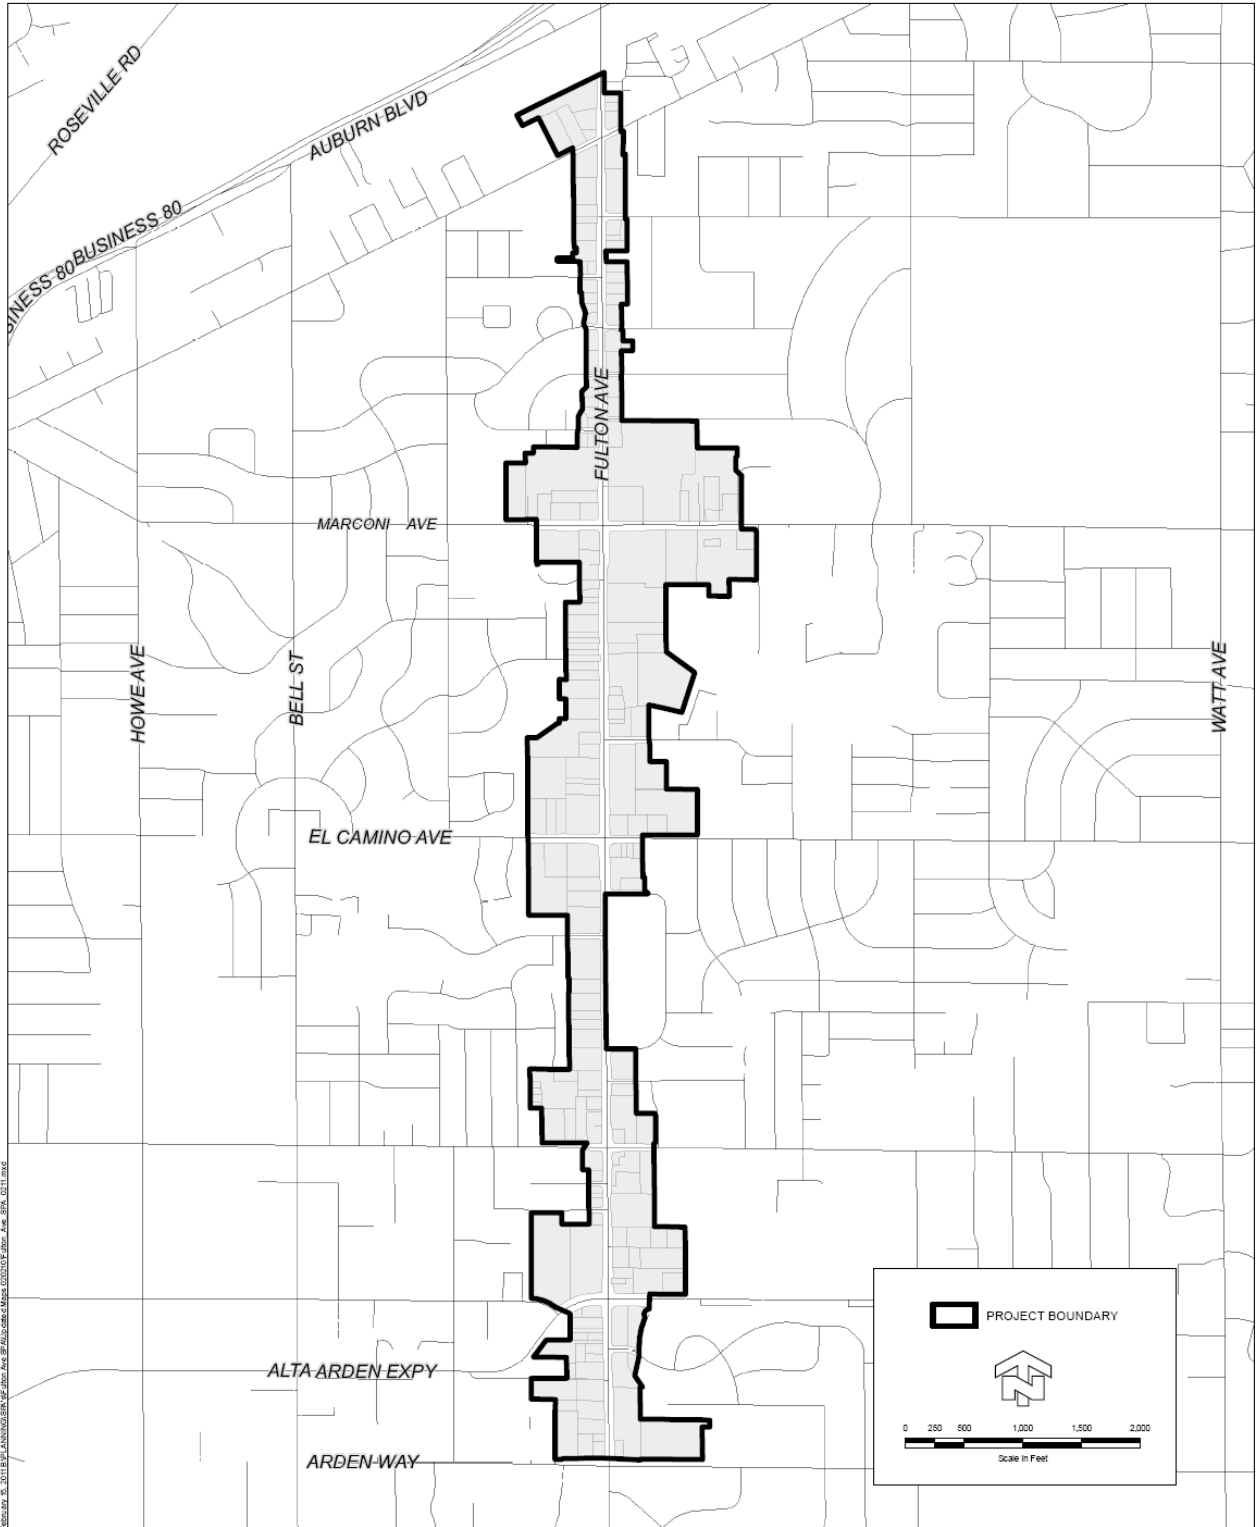 ROSEVILLE RD
AUBURN BLVD
BUSINESS 80
SINESS 80
FULTON AVE
MARCONI AVE
HOWE AVE
BELL ST
WATT AVE
EL CAMINO AVE
PROJECT BOUNDARY
N
0 250 500 1,000 1,500 2,000
Scale in Feet
ALTA ARDEN EXPY
ARDEN WAY